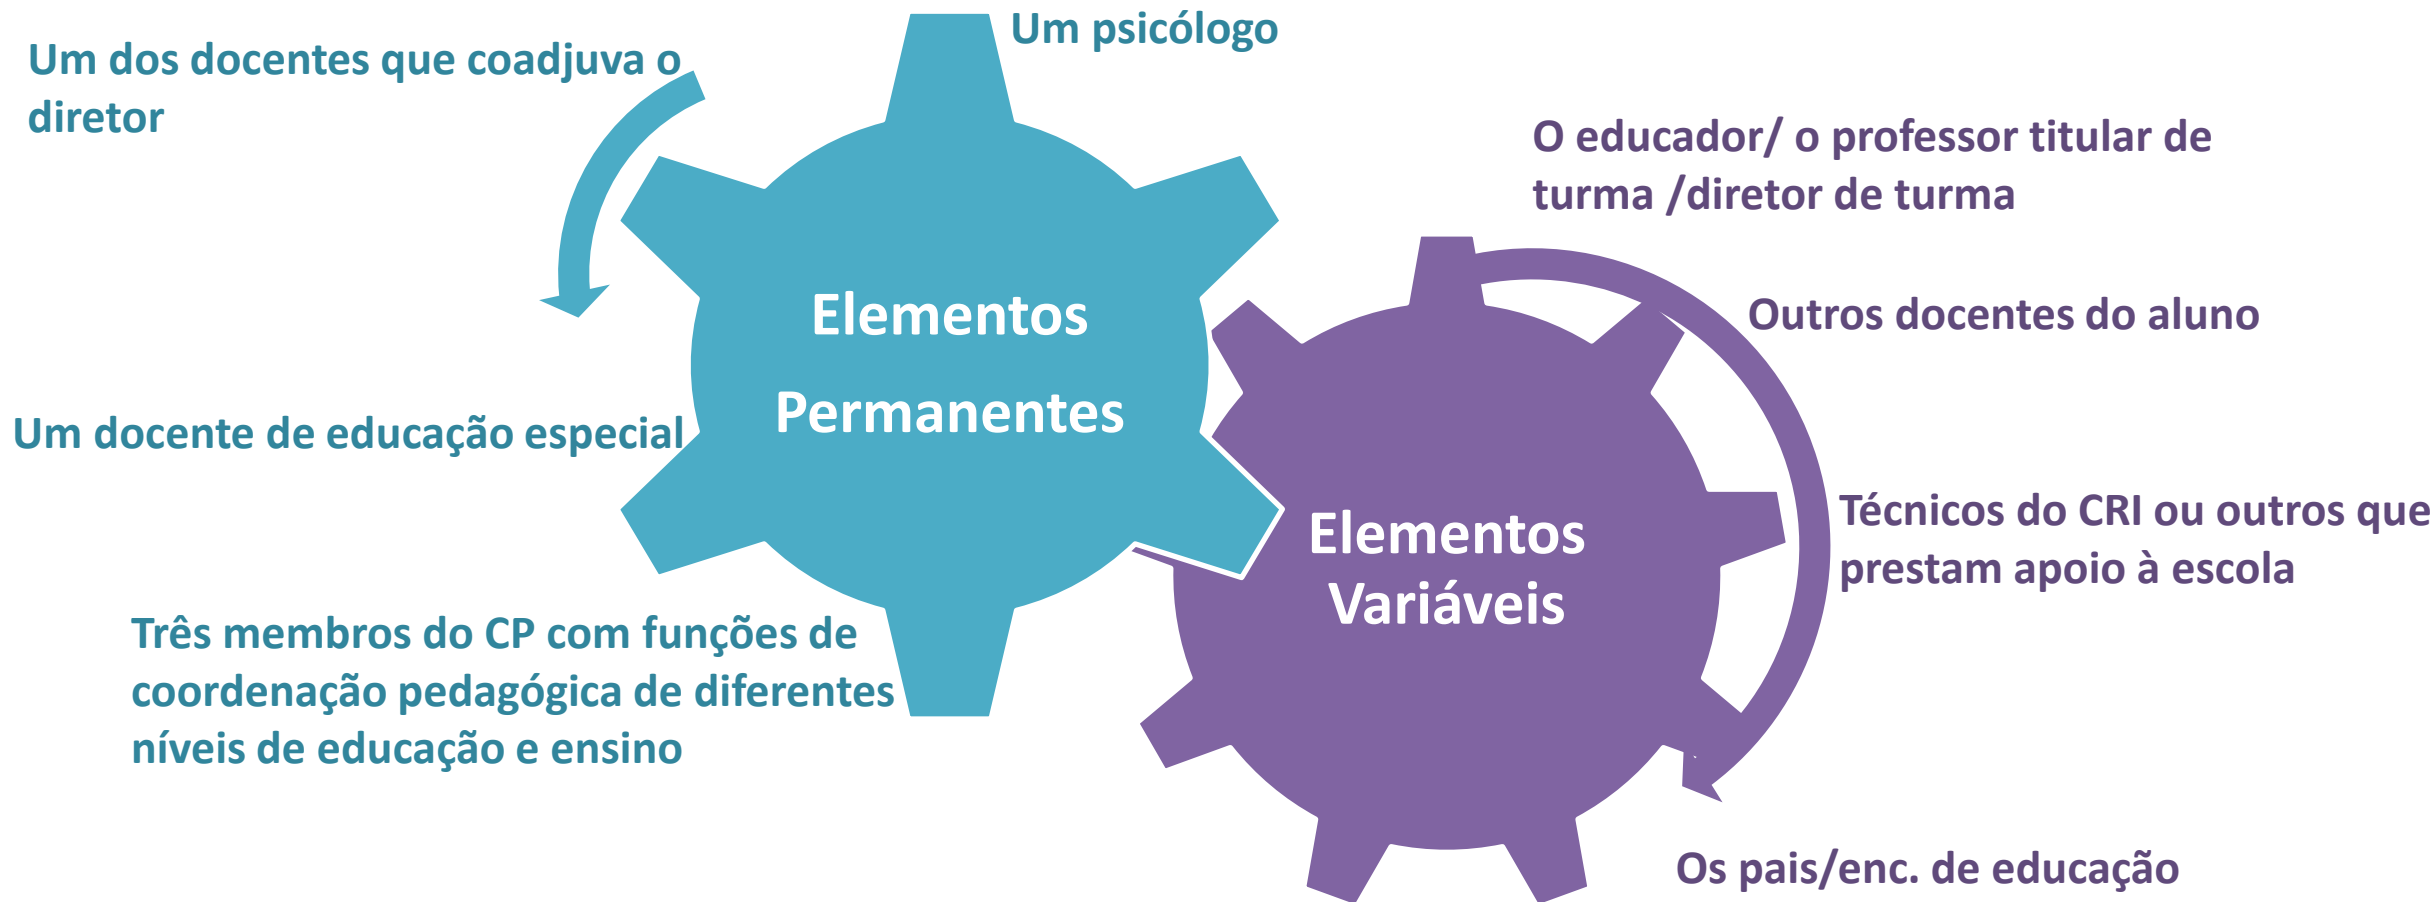 Um psicólogo
Um dos docentes que coadjuva o
diretor
Elementos
Permanentes
Um docente de educação especial
Três membros do CP com funções de
coordenação pedagógica de diferentes
níveis de educação e ensino
O educador/ o professor titular de
turma /diretor de turma
Outros docentes do aluno
Elementos
Variáveis
Técnicos do CRI ou outros que
prestam apoio à escola
Os pais/enc. de educação